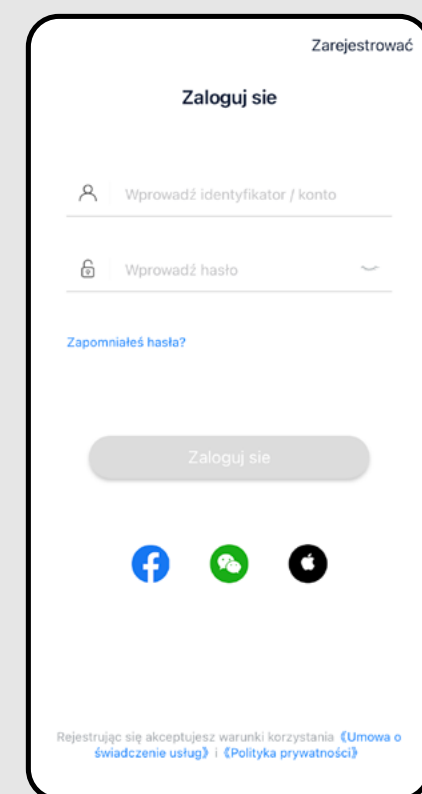 Zarejestrować
Zaloguj sie
Wprowadź identyfikator / konto
Wprowadź hasło
Zapomniałeś hasła?
Zaloguj sie
Rejestrując się akceptujesz warunki korzystania《Umowa o
świadczenie usług》i《Polityka prywatności》